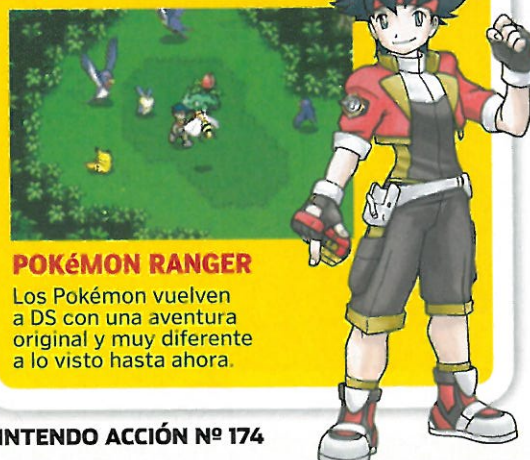 POKéMON RANGER
Los Pokémon vuelven
a DS con una aventura
original y muy diferente
a lo visto hasta ahora.
INTENDO ACCIÓN Nº 174